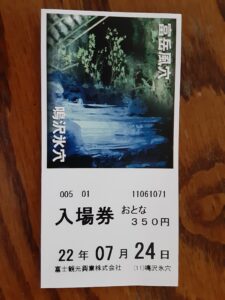 富岳風穴
鳴沢氷穴
005 01 11061071
入場券 おとな
350円
22年07月24日
富士観光興業株式会社 (11)鳴沢氷穴